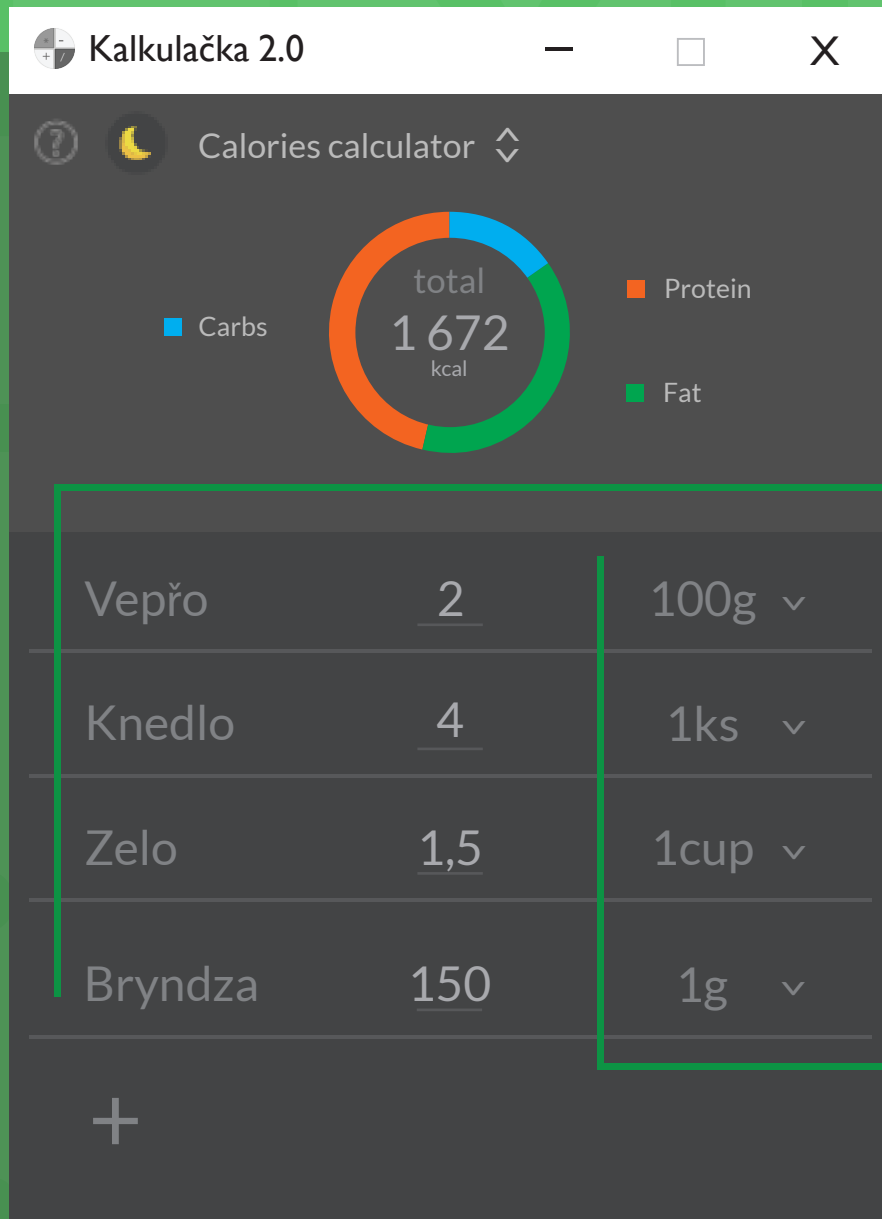 Kalkulačka 2.0
Calories calculator
total
1 672
kcal
Carbs
Protein
Fat
Vepřo 2 100g
Knedlo 4 1ks
Zelo 1,5 1cup
Bryndza 150 1g